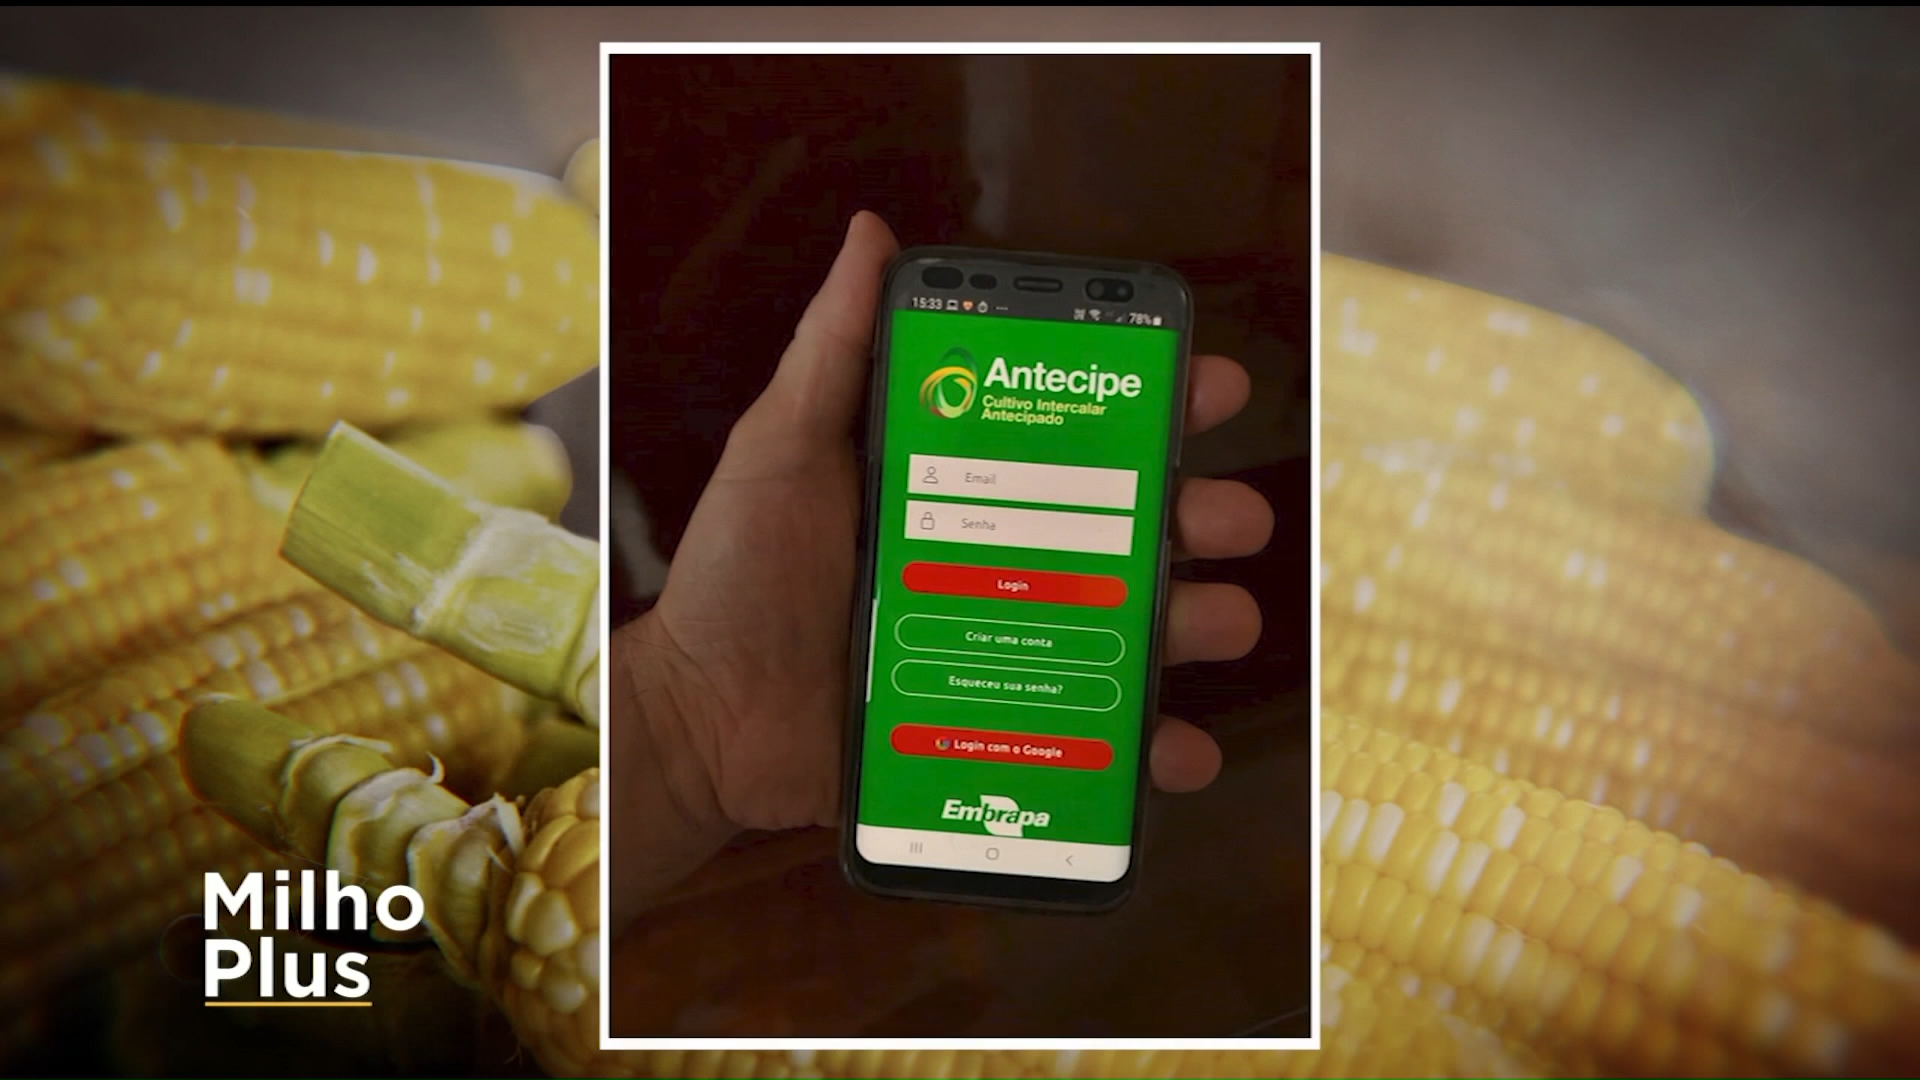 15:33
78%
Antecipe
Cultivo Intercalar
Antecipado
Email
Senha
Login
Criar uma conta
Esqueceu sua senha?
Login com o Google
Embrapa
Milho
Plus